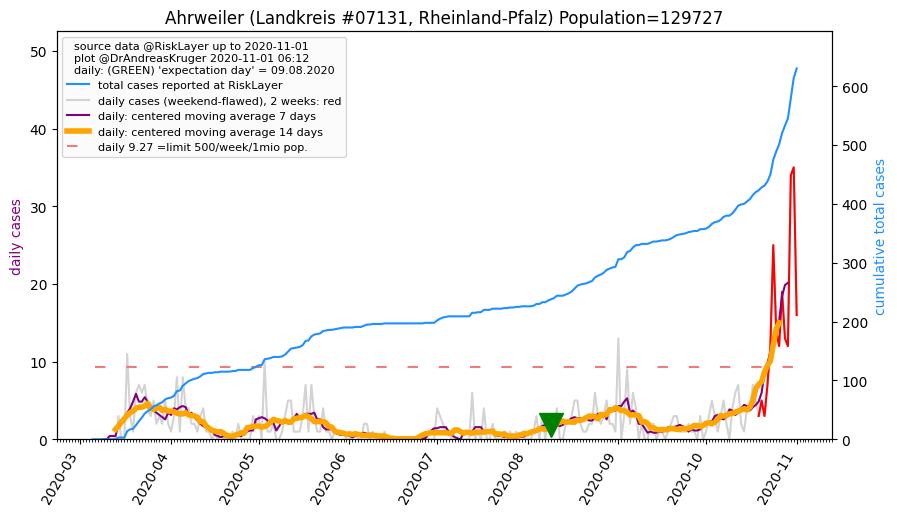 Ahrweiler (Landkreis #07131, Rheinland-Pfalz) Population=129727
source data @RiskLayer up to 2020-11-01
plot @DrAndreasKruger 2020-11-01 06:12
daily: (GREEN) 'expectation day' = 09.08.2020
total cases reported at RiskLayer
daily cases (weekend-flawed), 2 weeks: red
daily: centered moving average 7 days
daily: centered moving average 14 days
daily 9.27 =limit 500/week/1mio pop.
daily cases
50
40
30
20
10
0
cumulative total cases
600
500
400
300
200
100
0
2020-03
2020-04
2020-05
2020-06
2020-07
2020-08
2020-09
2020-10
2020-11